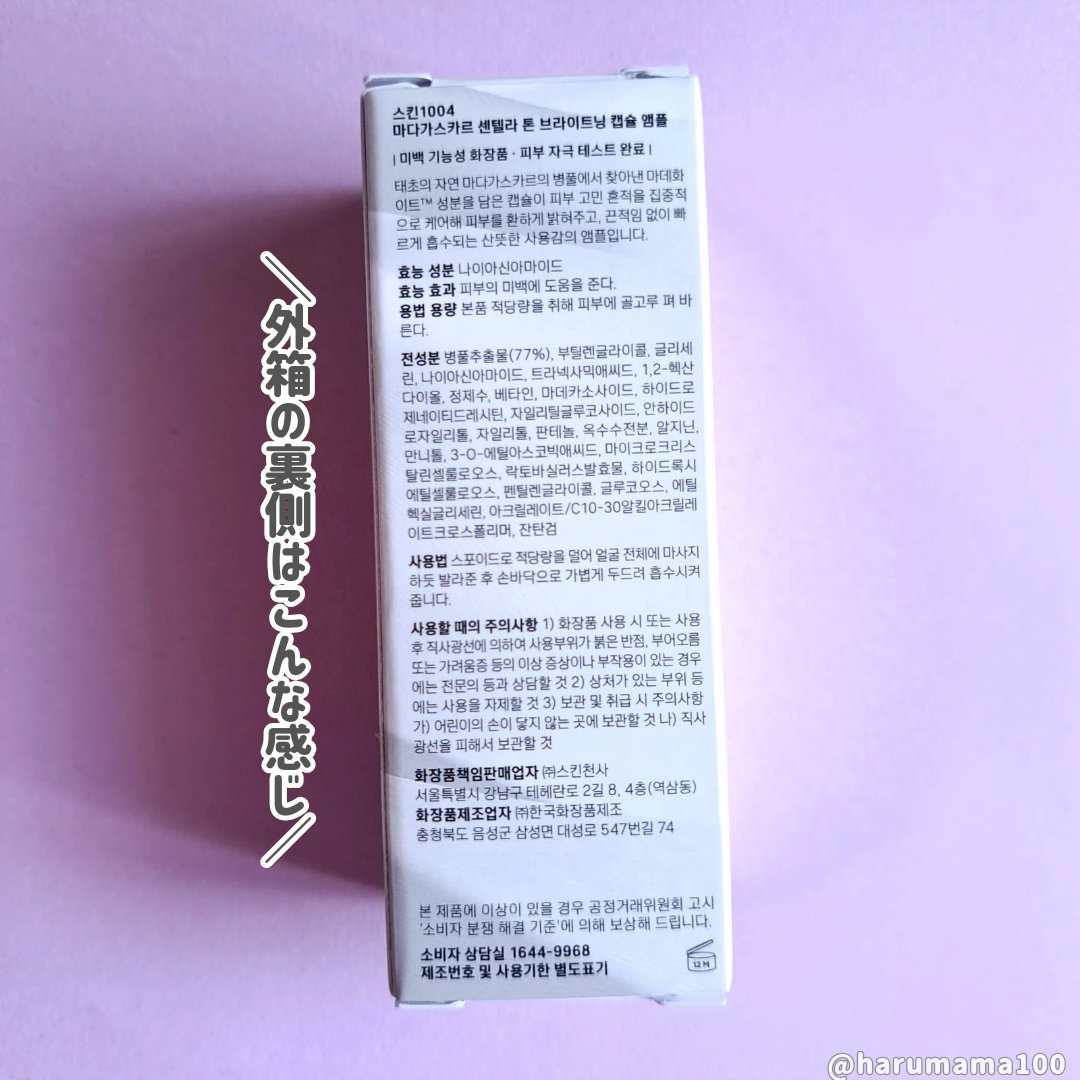 스킨1004
마다가스카르 센텔라 톤 브라이트닝 캡슐 앰플
| 미백 기능성 화장품 · 피부 자극 테스트 완료 |
태초의 자연 마다가스카르의 병풀에서 찾아낸 마데화
이트™ 성분을 담은 캡슐이 피부 고민 흔적을 집중적
으로 케어해 피부를 환하게 밝혀주고, 끈적임 없이 빠
르게 흡수되는 산뜻한 사용감의 앰플입니다.
효능 성분 나이아신아마이드
효능 효과 피부의 미백에 도움을 준다.
용법 용량 본품 적당량을 취해 피부에 골고루 펴 바
른다.
전성분 병풀추출물(77%), 부틸렌글라이콜, 글리세
린, 나이아신아마이드, 트라넥사믹애씨드, 1,2-헥산
다이올, 정제수, 베타인, 마데카소사이드, 하이드로
제네이티드레시틴, 자일리틸글루코사이드, 안하이드
로자일리톨, 자일리톨, 판테놀, 옥수수전분, 알지닌,
만니톨, 3-O-에틸아스코빅애씨드, 마이크로크리스
탈린셀룰로오스, 락토바실러스발효물, 하이드록시
에틸셀룰로오스, 펜틸렌글라이콜, 글루코오스, 에틸
헥실글리세린, 아크릴레이트/C10-30알킬아크릴레
이트크로스폴리머, 잔탄검
사용법 스포이드로 적당량을 덜어 얼굴 전체에 마사지
하듯 발라준 후 손바닥으로 가볍게 두드려 흡수시켜
줍니다.
사용할 때의 주의사항 1) 화장품 사용 시 또는 사용
후 직사광선에 의하여 사용부위가 붉은 반점, 부어오름
또는 가려움증 등의 이상 증상이나 부작용이 있는 경우
에는 전문의 등과 상담할 것 2) 상처가 있는 부위 등
에는 사용을 자제할 것 3) 보관 및 취급 시 주의사항
가) 어린이의 손이 닿지 않는 곳에 보관할 것 나) 직사
광선을 피해서 보관할 것
화장품책임판매업자 ㈜스킨천사
서울특별시 강남구 테헤란로 2길 8, 4층(역삼동)
화장품제조업자 ㈜한국화장품제조
충청북도 음성군 삼성면 대성로 547번길 74
본 제품에 이상이 있을 경우 공정거래위원회 고시
'소비자 분쟁 해결 기준'에 의해 보상해 드립니다.
소비자 상담실 1644-9968
제조번호 및 사용기한 별도표기
12M
外箱の裏側はこんな感じ
@harumama100